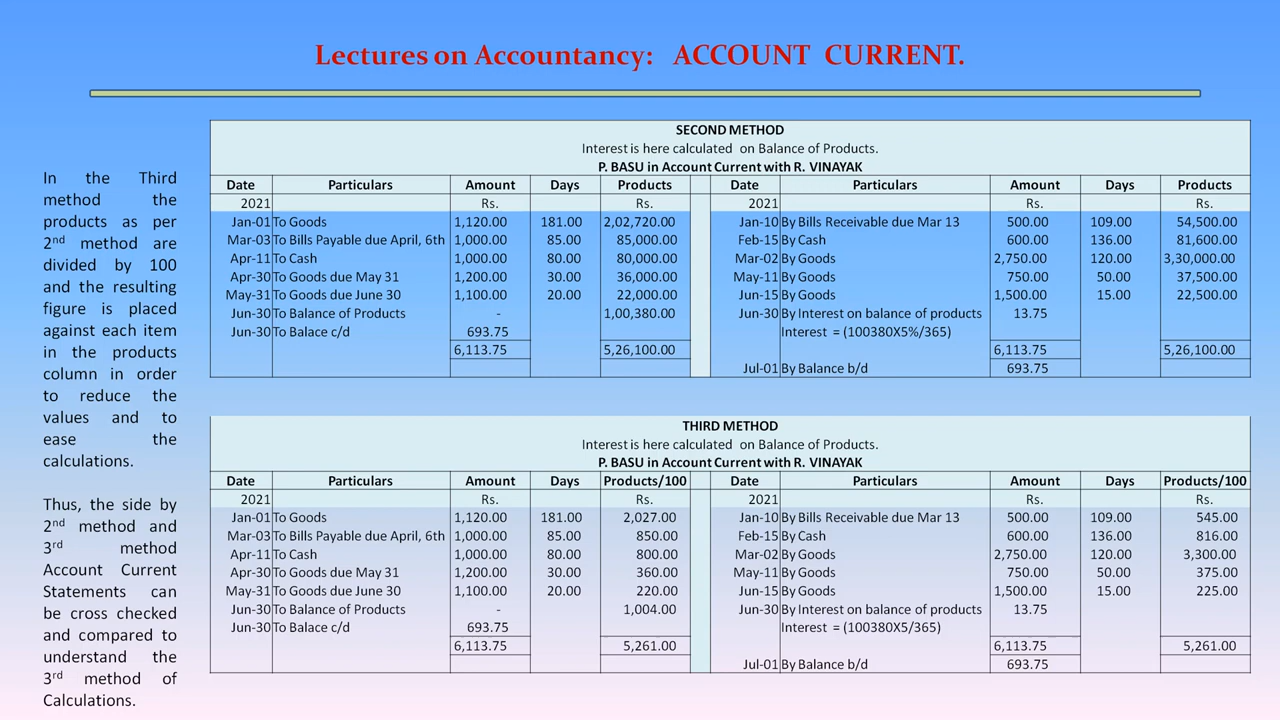 Lectures on Accountancy: ACCOUNT CURRENT.
In the Third
method the
products as per
2nd method are
divided by 100
and the resulting
figure is placed
against each item
in the products
column in order
to reduce the
values and to
ease the
calculations.
Thus, the side by
2nd method and
3rd method
Account Current
Statements can
be cross checked
and compared to
understand the
3rd method of
Calculations.
SECOND METHOD
Interest is here calculated on Balance of Products.
P. BASU in Account Current with R. VINAYAK
Date Particulars Amount Days Products Date Particulars Amount Days Products
2021 Rs. Rs. 2021 Rs. Rs.
Jan-01 To Goods 1,120.00 181.00 2,02,720.00 Jan-10 By Bills Receivable due Mar 13 500.00 109.00 54,500.00
Mar-03 To Bills Payable due April, 6th 1,000.00 85.00 85,000.00 Feb-15 By Cash 600.00 136.00 81,600.00
Apr-11 To Cash 1,000.00 80.00 80,000.00 Mar-02 By Goods 2,750.00 120.00 3,30,000.00
Apr-30 To Goods due May 31 1,200.00 30.00 36,000.00 May-11 By Goods 750.00 50.00 37,500.00
May-31 To Goods due June 30 1,100.00 20.00 22,000.00 Jun-15 By Goods 1,500.00 15.00 22,500.00
Jun-30 To Balance of Products - 1,00,380.00 Jun-30 By Interest on balance of products 13.75
Jun-30 To Balace c/d 693.75 Interest = (100380X5%/365)
6,113.75 5,26,100.00 6,113.75 5,26,100.00
Jul-01 By Balance b/d 693.75
THIRD METHOD
Interest is here calculated on Balance of Products.
P. BASU in Account Current with R. VINAYAK
Date Particulars Amount Days Products/100 Date Particulars Amount Days Products/100
2021 Rs. Rs. 2021 Rs. Rs.
Jan-01 To Goods 1,120.00 181.00 2,027.00 Jan-10 By Bills Receivable due Mar 13 500.00 109.00 545.00
Mar-03 To Bills Payable due April, 6th 1,000.00 85.00 850.00 Feb-15 By Cash 600.00 136.00 816.00
Apr-11 To Cash 1,000.00 80.00 800.00 Mar-02 By Goods 2,750.00 120.00 3,300.00
Apr-30 To Goods due May 31 1,200.00 30.00 360.00 May-11 By Goods 750.00 50.00 375.00
May-31 To Goods due June 30 1,100.00 20.00 220.00 Jun-15 By Goods 1,500.00 15.00 225.00
Jun-30 To Balance of Products - 1,004.00 Jun-30 By Interest on balance of products 13.75
Jun-30 To Balace c/d 693.75 Interest = (100380X5/365)
6,113.75 5,261.00 6,113.75 5,261.00
Jul-01 By Balance b/d 693.75